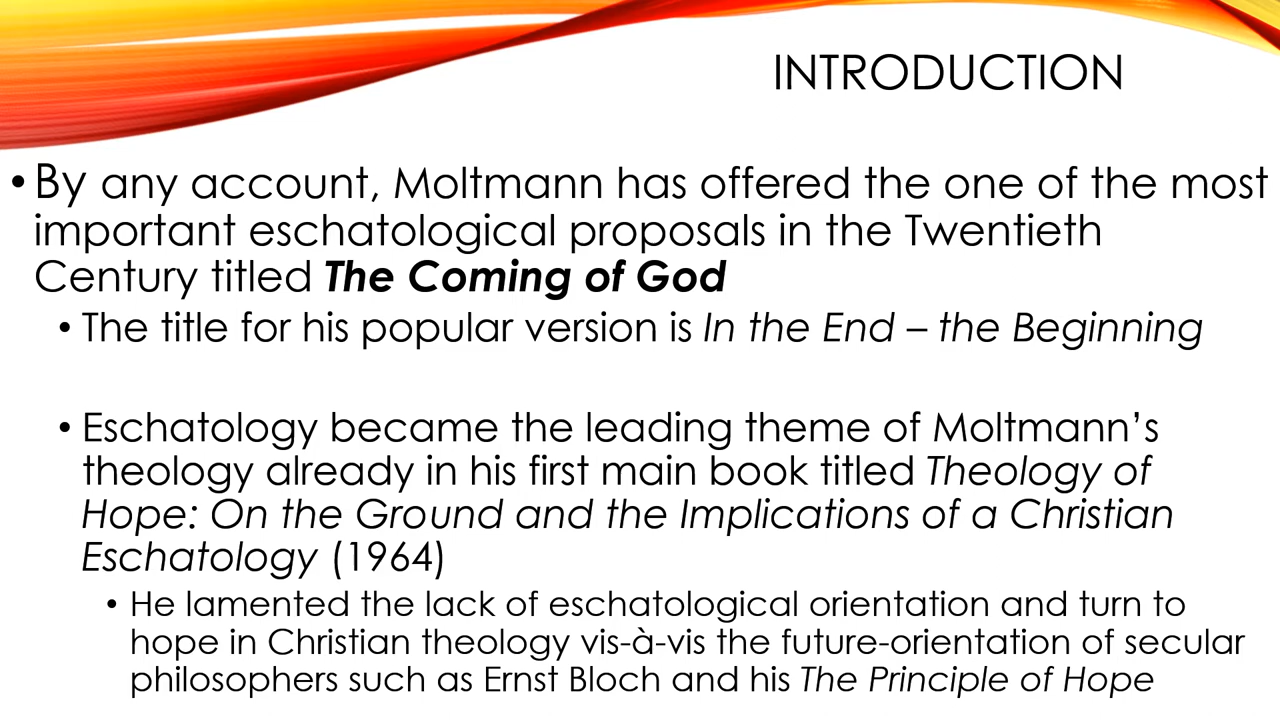 INTRODUCTION
• By any account, Moltmann has offered the one of the most
important eschatological proposals in the Twentieth
Century titled The Coming of God
• The title for his popular version is In the End – the Beginning
• Eschatology became the leading theme of Moltmann’s
theology already in his first main book titled Theology of
Hope: On the Ground and the Implications of a Christian
Eschatology (1964)
• He lamented the lack of eschatological orientation and turn to
hope in Christian theology vis-à-vis the future-orientation of secular
philosophers such as Ernst Bloch and his The Principle of Hope